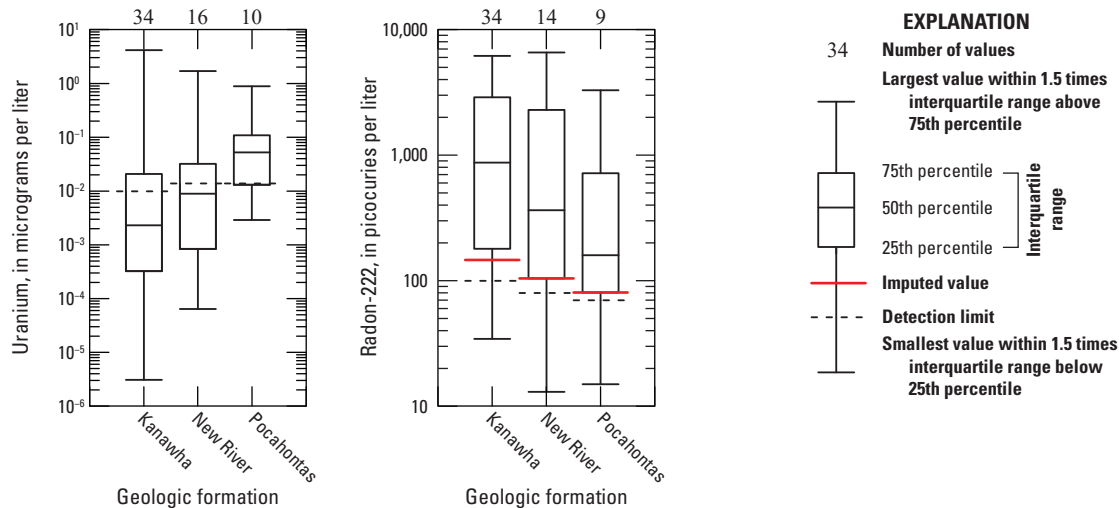 34 16 10
10¹
10⁰
10⁻¹
10⁻²
10⁻³
10⁻⁴
10⁻⁵
10⁻⁶
Uranium, in micrograms per liter
Kanawha
New River
Pocahontas
Geologic formation
34 14 9
10,000
1,000
100
10
Radon-222, in picocuries per liter
Kanawha
New River
Pocahontas
Geologic formation
EXPLANATION
34 Number of values
Largest value within 1.5 times
interquartile range above
75th percentile
75th percentile
50th percentile
25th percentile
Interquartile
range
Imputed value
Detection limit
Smallest value within 1.5 times
interquartile range below
25th percentile